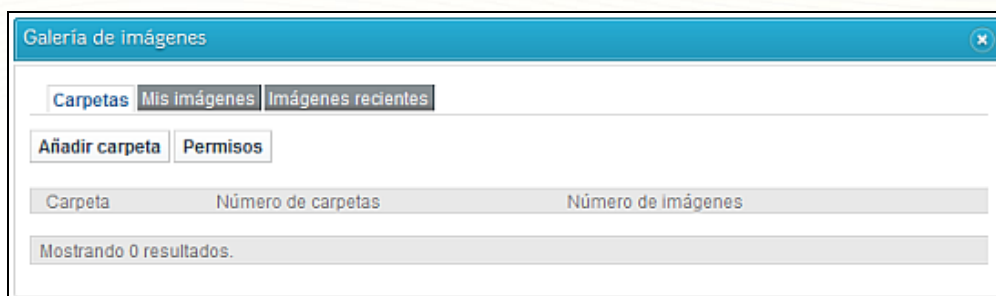 Galería de imágenes
Carpetas Mis imágenes Imágenes recientes
Añadir carpeta Permisos
Carpeta Número de carpetas Número de imágenes
Mostrando 0 resultados.